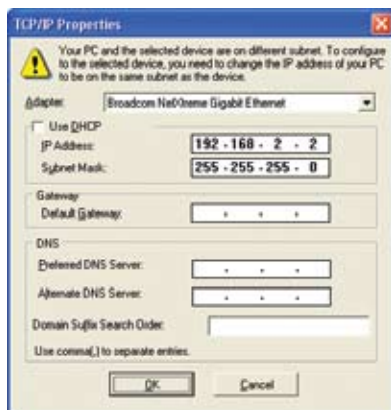 TCP/IP Properties
Your PC and the selected device are on different subnet. To configure
to the selected device, you need to change the IP address of your PC
to be on the same subnet as the device.
Adapter: Broadcom NetXtreme Gigabit Ethernet
Use DHCP
IP Address: 192 . 168 . 2 . 2
Subnet Mask: 255 . 255 . 255 . 0
Gateway
Default Gateway: . . .
DNS
Preferred DNS Server: . . .
Alternate DNS Server: . . .
Domain Suffix Search Order:
Use comma(,) to separate entries.
OK Cancel